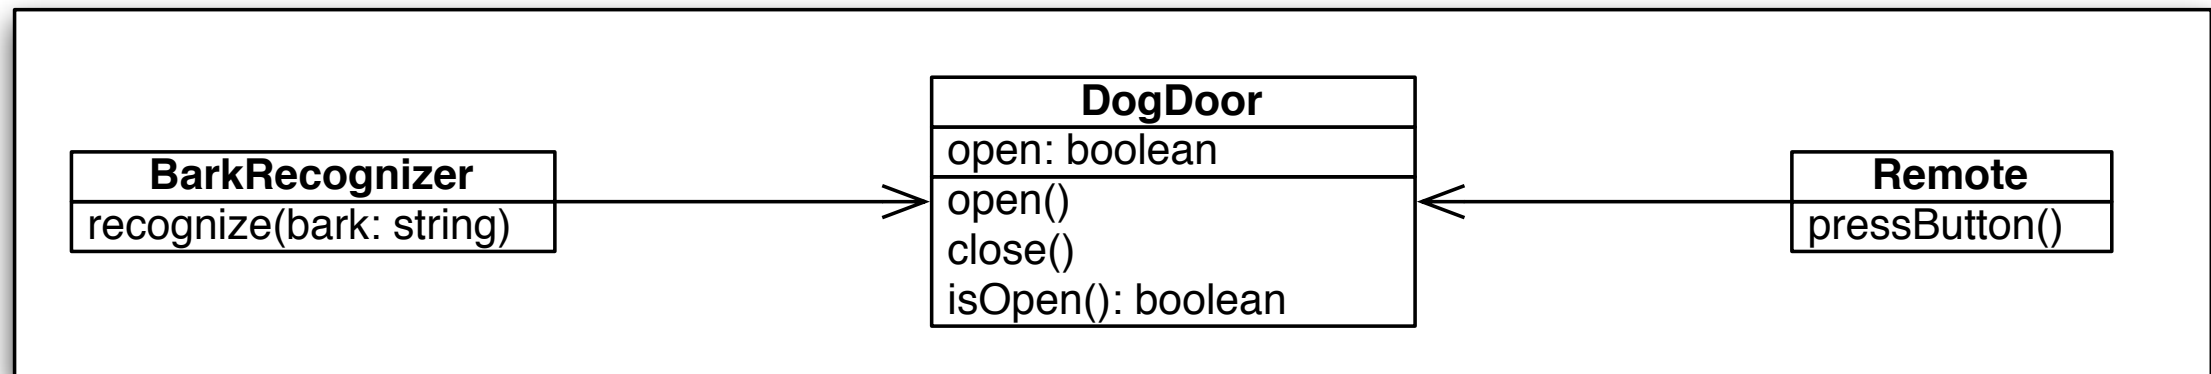 BarkRecognizer
recognize(bark: string)
DogDoor
open: boolean
open()
close()
isOpen(): boolean
Remote
pressButton()